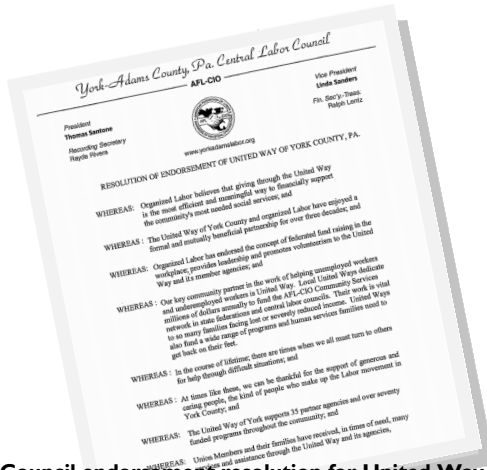 York-Adams County, Pa. Central Labor Council
AFL-CIO
President
Thomas Santone
Recording Secretary
Rayda Rivera
Vice President
Linda Sanders
Fin. Sec'y.-Treas.
Ralph Lentz
www.yorkadamslabor.org
RESOLUTION OF ENDORSEMENT OF UNITED WAY OF YORK COUNTY, PA.
WHEREAS: Organized Labor believes that giving through the United Way
is the most efficient and meaningful way to financially support
the community's most needed social services; and
WHEREAS : The United Way of York County and organized Labor have enjoyed a
formal and mutually beneficial partnership for over three decades; and
WHEREAS: Organized Labor has endorsed the concept of federated fund raising in the
workplace; provides leadership and promotes volunteerism to the United
Way and its member agencies; and
WHEREAS : Our key community partner in the work of helping unemployed workers
and underemployed workers is United Way. Local United Ways dedicate
millions of dollars annually to fund the AFL-CIO Community Services
network in state federations and central labor councils. Their work is vital
to so many families facing lost or severely reduced income. United Ways
also fund a wide range of programs and human services families need to
get back on their feet.
WHEREAS : In the course of lifetime; there are times when we all must turn to others
for help through difficult situations; and
WHEREAS : At times like these, we can be thankful for the support of generous and
caring people, the kind of people who make up the Labor movement in
York County; and
WHEREAS: The United Way of York supports 35 partner agencies and over seventy
funded programs throughout the community; and
WHEREAS: Union Members and their families have received, in times of need, many
and assistance through the United Way and its agencies,
Council endorsement resolution for United Way